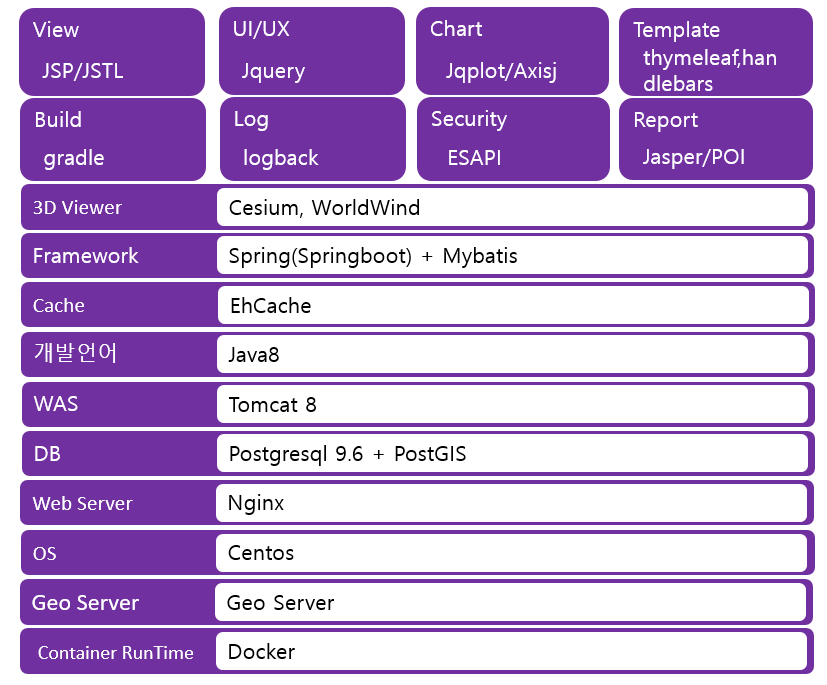 View
JSP/JSTL
UI/UX
Jquery
Chart
Jqplot/Axisj
Template
thymeleaf,han
dlebars
Build
gradle
Log
logback
Security
ESAPI
Report
Jasper/POI
3D Viewer
Cesium, WorldWind
Framework
Spring(Springboot) + Mybatis
Cache
EhCache
개발언어
Java8
WAS
Tomcat 8
DB
Postgresql 9.6 + PostGIS
Web Server
Nginx
OS
Centos
Geo Server
Geo Server
Container RunTime
Docker